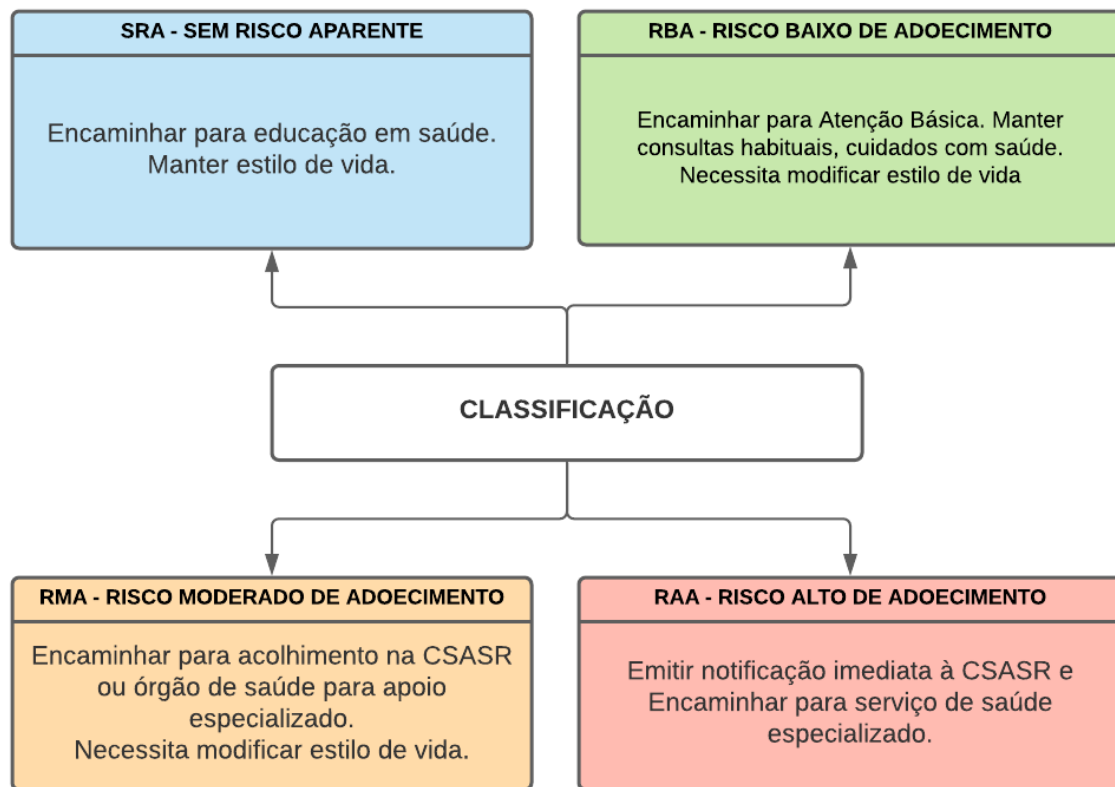 SRA - SEM RISCO APARENTE
Encaminhar para educação em saúde.
Manter estilo de vida.
RBA - RISCO BAIXO DE ADOECIMENTO
Encaminhar para Atenção Básica. Manter
consultas habituais, cuidados com saúde.
Necessita modificar estilo de vida
CLASSIFICAÇÃO
RMA - RISCO MODERADO DE ADOECIMENTO
Encaminhar para acolhimento na CSASR
ou órgão de saúde para apoio
especializado.
Necessita modificar estilo de vida.
RAA - RISCO ALTO DE ADOECIMENTO
Emitir notificação imediata à CSASR e
Encaminhar para serviço de saúde
especializado.